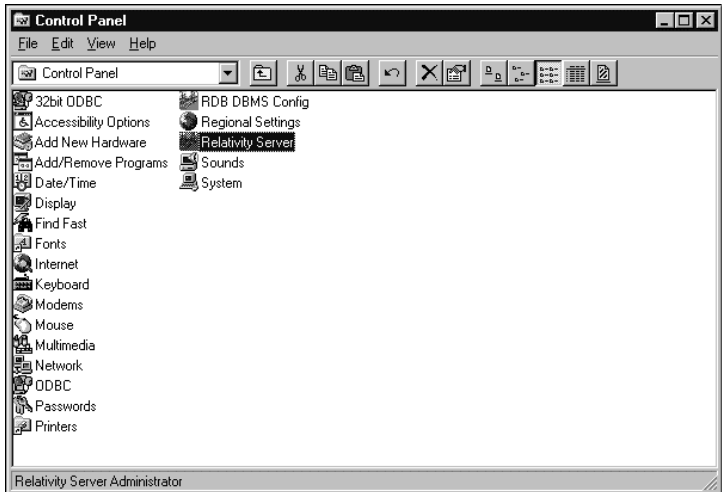 Control Panel
File Edit View Help
Control Panel
32bit ODBC
Accessibility Options
Add New Hardware
Add/Remove Programs
Date/Time
Display
Find Fast
Fonts
Internet
Keyboard
Modems
Mouse
Multimedia
Network
ODBC
Passwords
Printers
RDB DBMS Config
Regional Settings
Relativity Server
Sounds
System
Relativity Server Administrator